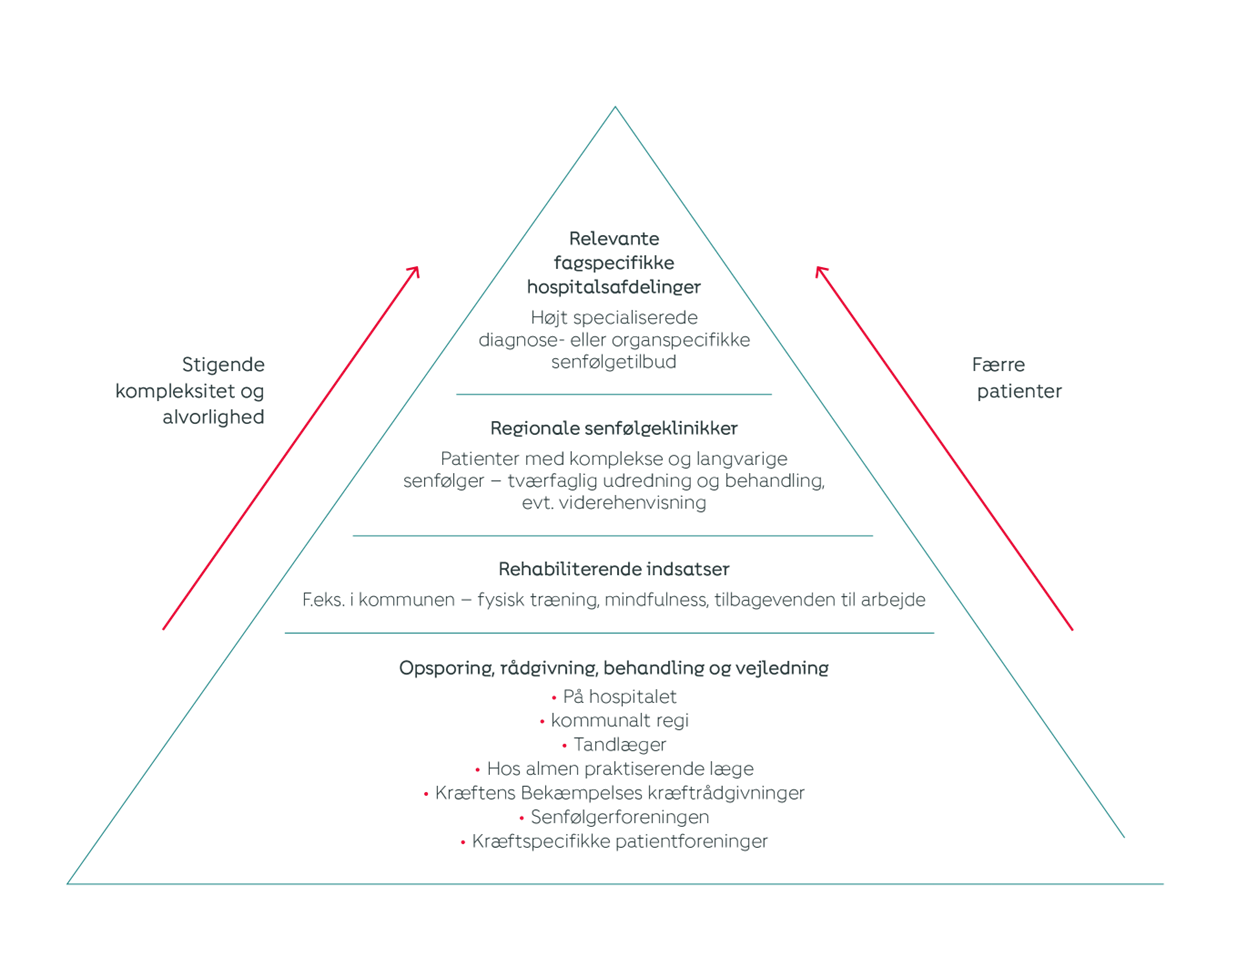 Relevante
fagspecifikke
hospitalsafdelinger
Højt specialiserede
diagnose- eller organspecifikke
senfølgetilbud
Stigende
kompleksitet og
alvorlighed
Færre
patienter
Regionale senfølgeklinikker
Patienter med komplekse og langvarige
senfølger – tværfaglig udredning og behandling,
evt. viderehenvisning
Rehabiliterende indsatser
F.eks. i kommunen – fysisk træning, mindfulness, tilbagevenden til arbejde
Opsporing, rådgivning, behandling og vejledning
• På hospitalet
• kommunalt regi
• Tandlæger
• Hos almen praktiserende læge
• Kræftens Bekæmpelses kræftrådgivninger
• Senfølgerforeningen
• Kræftspecifikke patientforeninger